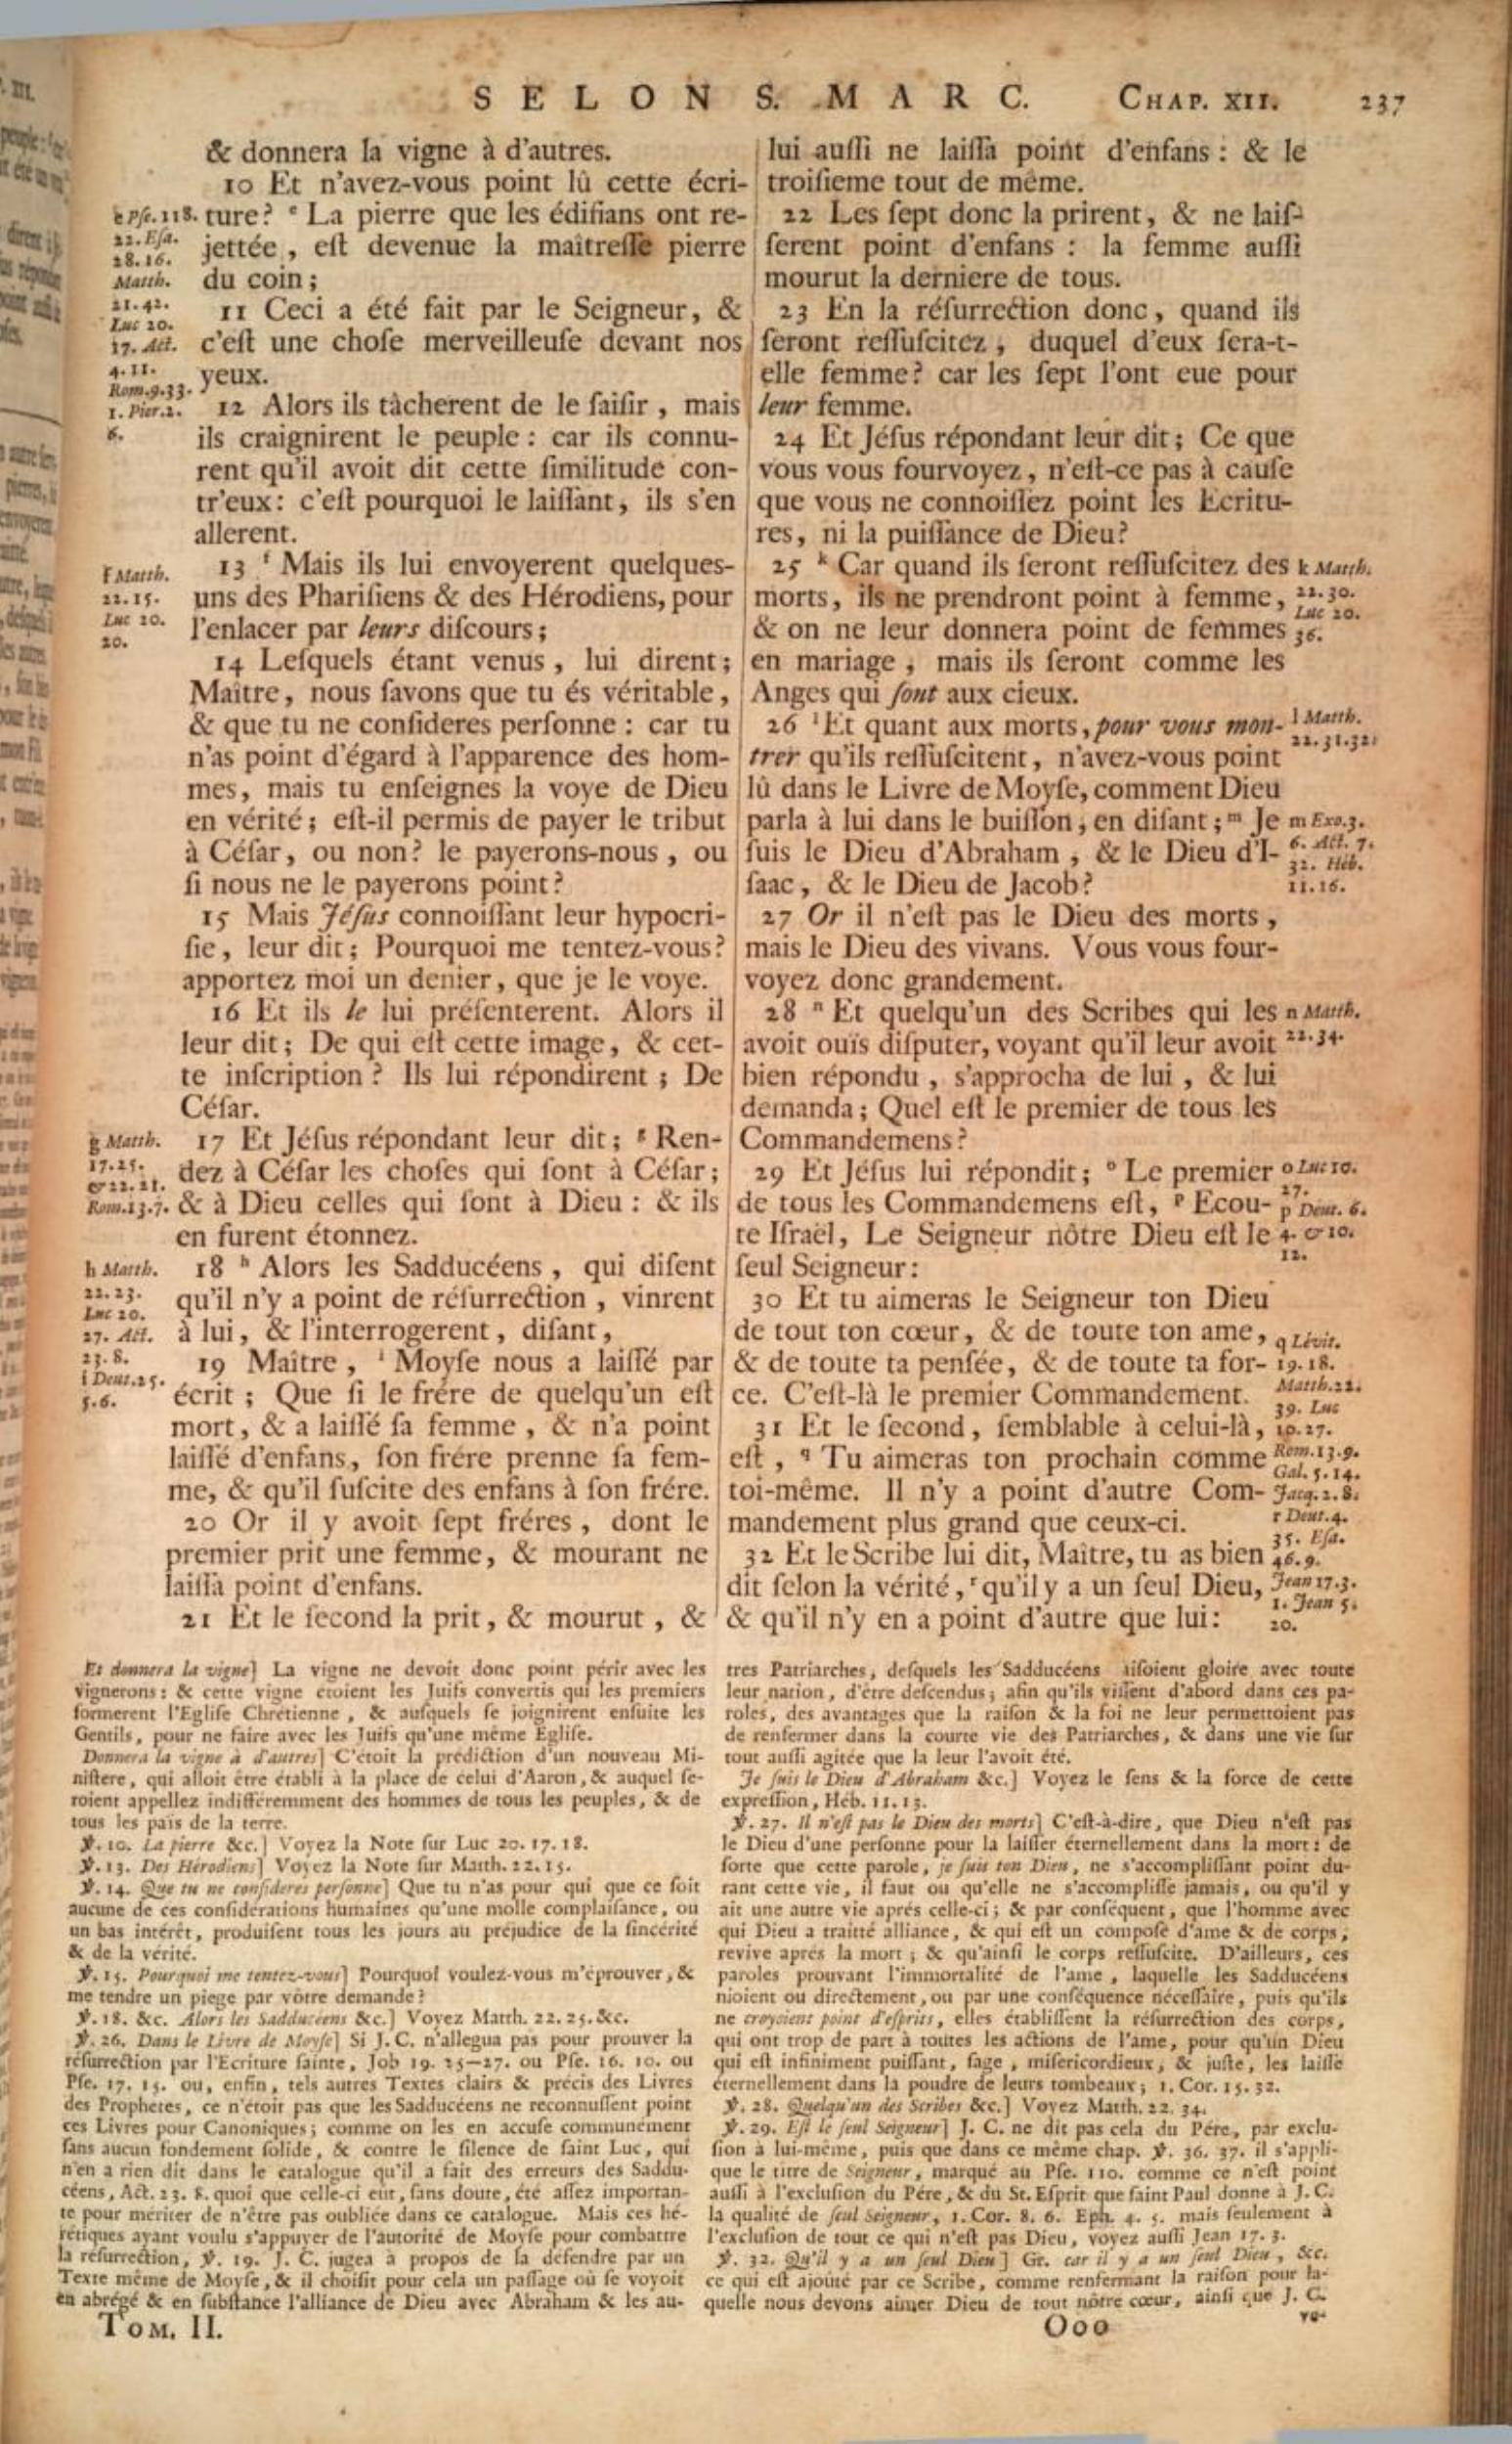 SELON S. MARC. CHAP. XII. 237
& donnera la vigne à d'autres.
10 Et n'avez-vous point lû cette écri-
ture? ᵉ La pierre que les édifians ont re-
jettée, eſt devenue la maîtreſſe pierre
du coin;
11 Ceci a été fait par le Seigneur, &
c'eſt une choſe merveilleuſe devant nos
yeux.
12 Alors ils tâcherent de le ſaiſir, mais
ils craignirent le peuple: car ils connu-
rent qu'il avoit dit cette ſimilitude con-
tr'eux: c'eſt pourquoi le laiſſant, ils s'en
allerent.
13 ᶠ Mais ils lui envoyerent quelques-
uns des Phariſiens & des Hérodiens, pour
l'enlacer par leurs diſcours;
14 Leſquels étant venus, lui dirent;
Maître, nous ſavons que tu és véritable,
& que tu ne conſideres perſonne: car tu
n'as point d'égard à l'apparence des hom-
mes, mais tu enſeignes la voye de Dieu
en vérité; eſt-il permis de payer le tribut
à Céſar, ou non? le payerons-nous, ou
ſi nous ne le payerons point?
15 Mais Jéſus connoiſſant leur hypocri-
ſie, leur dit; Pourquoi me tentez-vous?
apportez moi un denier, que je le voye.
16 Et ils le lui préſenterent. Alors il
leur dit; De qui eſt cette image, & cet-
te inſcription? Ils lui répondirent; De
Céſar.
17 Et Jéſus répondant leur dit; ᵍ Ren-
dez à Céſar les choſes qui ſont à Céſar;
& à Dieu celles qui ſont à Dieu: & ils
en furent étonnez.
18 ʰ Alors les Sadducéens, qui diſent
qu'il n'y a point de réſurrection, vinrent
à lui, & l'interrogerent, diſant,
19 Maître, ⁱ Moyſe nous a laiſſé par
écrit; Que ſi le frére de quelqu'un eſt
mort, & a laiſſé ſa femme, & n'a point
laiſſé d'enfans, ſon frére prenne ſa fem-
me, & qu'il ſuſcite des enfans à ſon frére.
20 Or il y avoit ſept fréres, dont le
premier prit une femme, & mourant ne
laiſſa point d'enfans.
21 Et le ſecond la prit, & mourut, &
e Pſe. 118.
22. Eſa.
28. 16.
Matth.
21. 42.
Luc 20.
17. Act.
4. 11.
Rom. 9. 33.
1. Pier. 2.
6.
f Matth.
22. 15.
Luc 20.
20.
g Matth.
17. 25.
& 22. 21.
Rom. 13. 7.
h Matth.
22. 23.
Luc 20.
27. Act.
23. 8.
i Deut. 25.
5. 6.
lui auſſi ne laiſſa point d'enfans: & le
troiſieme tout de même.
22 Les ſept donc la prirent, & ne laiſ-
ſerent point d'enfans: la femme auſſi
mourut la derniere de tous.
23 En la réſurrection donc, quand ils
ſeront reſſuſcitez, duquel d'eux ſera-t-
elle femme? car les ſept l'ont eue pour
leur femme.
24 Et Jéſus répondant leur dit; Ce que
vous vous fourvoyez, n'eſt-ce pas à cauſe
que vous ne connoiſſez point les Ecritu-
res, ni la puiſſance de Dieu?
25 ᵏ Car quand ils ſeront reſſuſcitez des
morts, ils ne prendront point à femme,
& on ne leur donnera point de femmes
en mariage, mais ils ſeront comme les
Anges qui ſont aux cieux.
26 ˡ Et quant aux morts, pour vous mon-
trer qu'ils reſſuſcitent, n'avez-vous point
lû dans le Livre de Moyſe, comment Dieu
parla à lui dans le buiſſon, en diſant; ᵐ Je
ſuis le Dieu d'Abraham, & le Dieu d'I-
ſaac, & le Dieu de Jacob?
27 Or il n'eſt pas le Dieu des morts,
mais le Dieu des vivans. Vous vous four-
voyez donc grandement.
28 ⁿ Et quelqu'un des Scribes qui les
avoit ouïs diſputer, voyant qu'il leur avoit
bien répondu, s'approcha de lui, & lui
demanda; Quel eſt le premier de tous les
Commandemens?
29 Et Jéſus lui répondit; ᵒ Le premier
de tous les Commandemens eſt, ᵖ Ecou-
te Iſraël, Le Seigneur nôtre Dieu eſt le
ſeul Seigneur:
30 Et tu aimeras le Seigneur ton Dieu
de tout ton cœur, & de toute ton ame,
& de toute ta penſée, & de toute ta for-
ce. C'eſt-là le premier Commandement.
31 Et le ſecond, ſemblable à celui-là,
eſt, q Tu aimeras ton prochain comme
toi-même. Il n'y a point d'autre Com-
mandement plus grand que ceux-ci.
32 Et le Scribe lui dit, Maître, tu as bien
dit ſelon la vérité, ʳ qu'il y a un ſeul Dieu,
& qu'il n'y en a point d'autre que lui:
k Matth.
22. 30.
Luc 20.
36.
l Matth.
22. 31. 32.
m Exo. 3.
6. Act. 7.
32. Héb.
11. 16.
n Matth.
22. 34.
o Luc 10.
27.
p Deut. 6.
4. & 10.
12.
q Lévit.
19. 18.
Matth. 22.
39. Luc
10. 27.
Rom. 13. 9.
Gal. 5. 14.
Jacq. 2. 8.
r Deut. 4.
35. Eſa.
46. 9.
Jean 17. 3.
1. Jean 5.
20.
Et donnera la vigne] La vigne ne devoit donc point périr avec les
vignerons: & cette vigne étoient les Juifs convertis qui les premiers
formerent l'Egliſe Chrétienne, & auſquels ſe joignirent enſuite les
Gentils, pour ne faire avec les Juifs qu'une même Egliſe.
Donnera la vigne à d'autres] C'étoit la prédiction d'un nouveau Mi-
niſtere, qui alloit être établi à la place de celui d'Aaron, & auquel ſe-
roient appellez indifféremment des hommes de tous les peuples, & de
tous les païs de la terre.
℣. 10. La pierre &c.] Voyez la Note ſur Luc 20. 17. 18.
℣. 13. Des Hérodiens] Voyez la Note ſur Matth. 22. 15.
℣. 14. Que tu ne conſideres perſonne] Que tu n'as pour qui que ce ſoit
aucune de ces conſidérations humaines qu'une molle complaiſance, ou
un bas intérêt, produiſent tous les jours au préjudice de la ſincérité
& de la vérité.
℣. 15. Pourquoi me tentez-vous] Pourquoi voulez-vous m'éprouver, &
me tendre un piege par vôtre demande?
℣. 18. &c. Alors les Sadducéens &c.] Voyez Matth. 22. 25. &c.
℣. 26. Dans le Livre de Moyſe] Si J. C. n'allegua pas pour prouver la
réſurrection par l'Ecriture ſainte, Job 19. 25—27. ou Pſe. 16. 10. ou
Pſe. 17. 15. ou, enfin, tels autres Textes clairs & précis des Livres
des Prophetes, ce n'étoit pas que les Sadducéens ne reconnuſſent point
ces Livres pour Canoniques; comme on les en accuſe communément
ſans aucun fondement ſolide, & contre le ſilence de ſaint Luc, qui
n'en a rien dit dans le catalogue qu'il a fait des erreurs des Saddu-
céens, Act. 23. 8. quoi que celle-ci eût, ſans doute, été aſſez importan-
te pour mériter de n'être pas oubliée dans ce catalogue. Mais ces hé-
rétiques ayant voulu s'appuyer de l'autorité de Moyſe pour combattre
la réſurrection, ℣. 19. J. C. jugea à propos de la défendre par un
Texte même de Moyſe, & il choiſit pour cela un paſſage où ſe voyoit
en abrégé & en ſubſtance l'alliance de Dieu avec Abraham & les au-
tres Patriarches, deſquels les Sadducéens faiſoient gloire avec toute
leur nation, d'être deſcendus; afin qu'ils viſſent d'abord dans ces pa-
roles, des avantages que la raiſon & la foi ne leur permettoient pas
de renfermer dans la courte vie des Patriarches, & dans une vie ſur
tout auſſi agitée que la leur l'avoit été.
Je ſuis le Dieu d'Abraham &c.] Voyez le ſens & la force de cette
expreſſion, Héb. 11. 13.
℣. 27. Il n'eſt pas le Dieu des morts] C'eſt-à-dire, que Dieu n'eſt pas
le Dieu d'une perſonne pour la laiſſer éternellement dans la mort: de
ſorte que cette parole, je ſuis ton Dieu, ne s'accompliſſant point du-
rant cette vie, il faut ou qu'elle ne s'accompliſſe jamais, ou qu'il y
ait une autre vie aprés celle-ci; & par conſéquent, que l'homme avec
qui Dieu a traitté alliance, & qui eſt un compoſé d'ame & de corps,
revive aprés la mort; & qu'ainſi le corps reſſuſcite. D'ailleurs, ces
paroles prouvant l'immortalité de l'ame, laquelle les Sadducéens
nioient ou directement, ou par une conſéquence néceſſaire, puis qu'ils
ne croyoient point d'eſprits, elles établiſſent la réſurrection des corps,
qui ont trop de part à toutes les actions de l'ame, pour qu'un Dieu
qui eſt infiniment puiſſant, ſage, miſericordieux, & juſte, les laiſſe
éternellement dans la poudre de leurs tombeaux; 1. Cor. 15. 32.
℣. 28. Quelqu'un des Scribes &c.] Voyez Matth. 22. 34.
℣. 29. Eſt le ſeul Seigneur] J. C. ne dit pas cela du Pére, par exclu-
ſion à lui-même, puis que dans ce même chap. ℣. 36. 37. il s'appli-
que le titre de Seigneur, marqué au Pſe. 110. comme ce n'eſt point
auſſi à l'excluſion du Pére, & du St. Eſprit que ſaint Paul donne à J. C.
la qualité de ſeul Seigneur, 1. Cor. 8. 6. Eph. 4. 5. mais ſeulement à
l'excluſion de tout ce qui n'eſt pas Dieu, voyez auſſi Jean 17. 3.
℣. 32. Qu'il y a un ſeul Dieu] Gr. car il y a un ſeul Dieu, &c.
ce qui eſt ajoûté par ce Scribe, comme renfermant la raiſon pour la-
quelle nous devons aimer Dieu de tout nôtre cœur, ainſi que J. C.
TOM. II. Ooo ve-